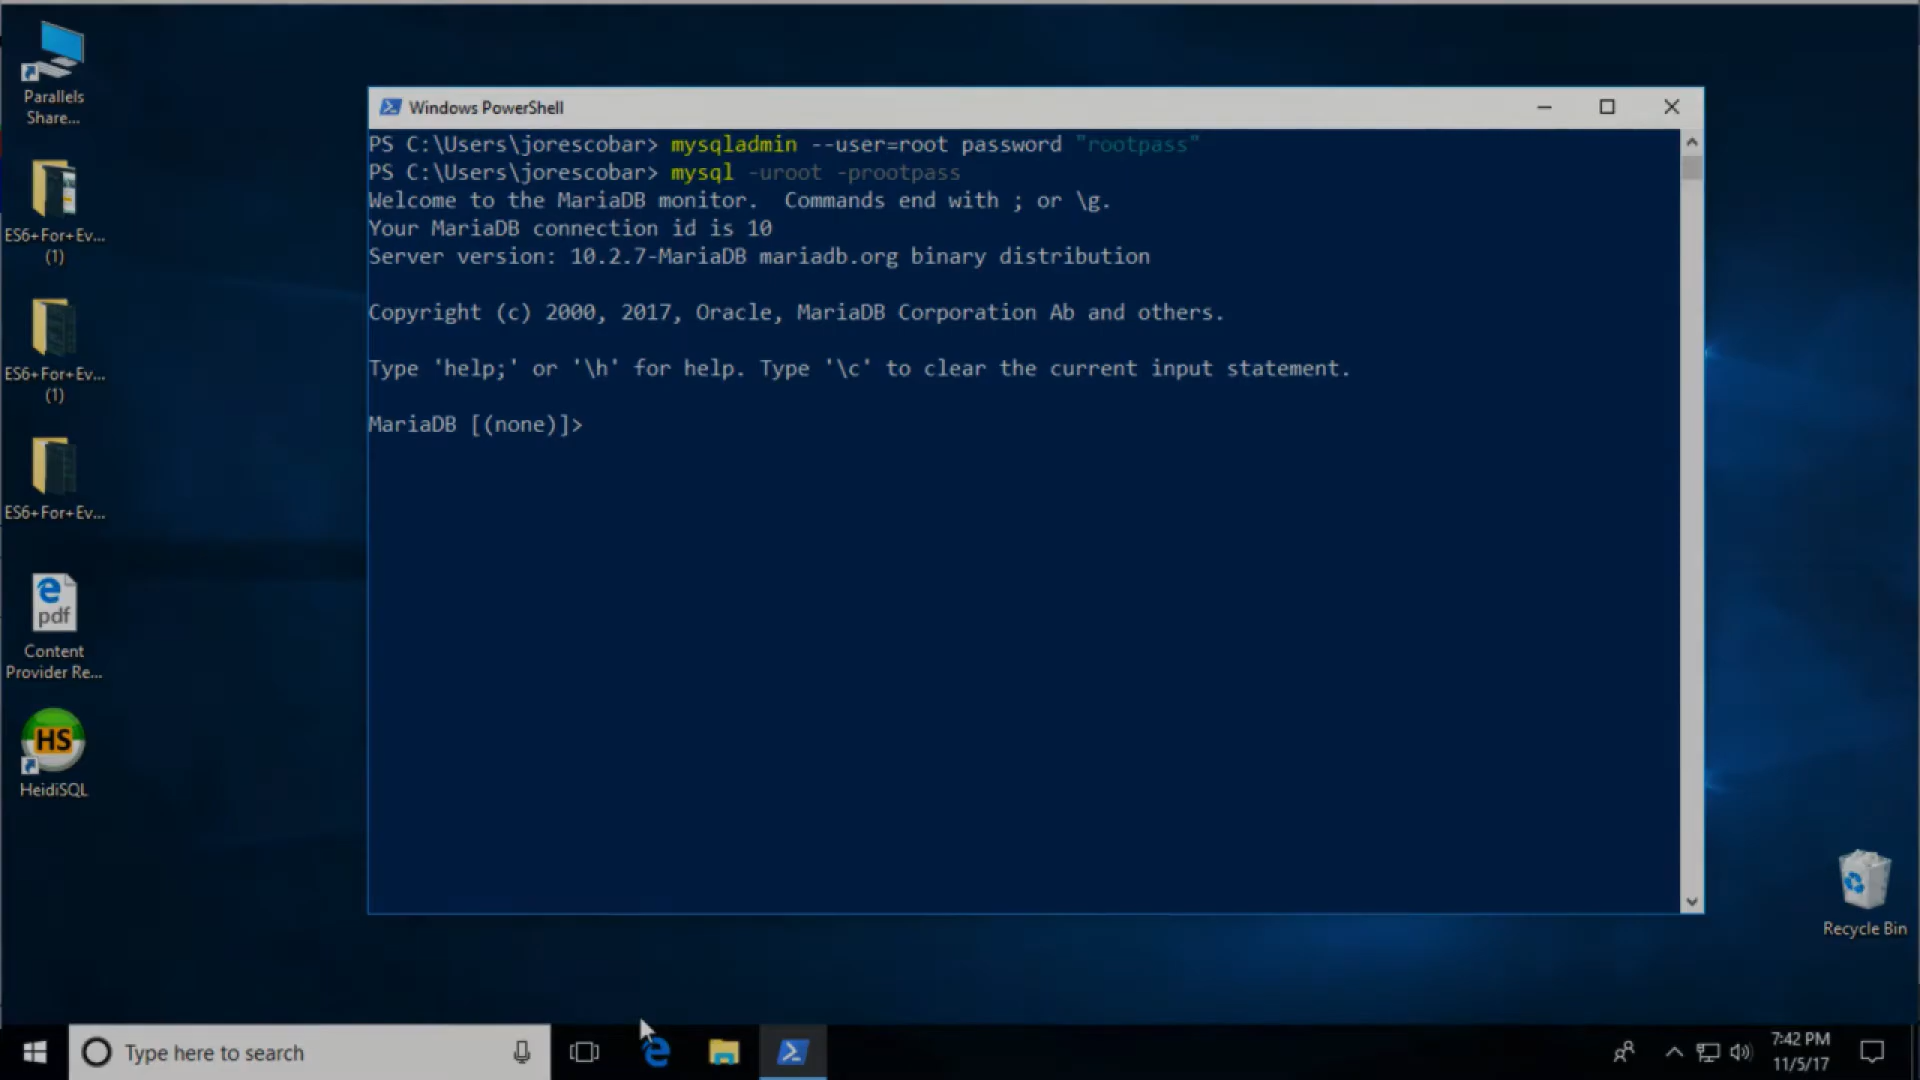 Parallels
Share...
ES6+For+Ev...
(1)
ES6+For+Ev...
(1)
ES6+For+Ev...
pdf
Content
Provider Re...
HS
HeidiSQL
Windows PowerShell
PS C:\Users\jorescobar> mysqladmin --user=root password "rootpass"
PS C:\Users\jorescobar> mysql -uroot -prootpass
Welcome to the MariaDB monitor.  Commands end with ; or \g.
Your MariaDB connection id is 10
Server version: 10.2.7-MariaDB mariadb.org binary distribution
Copyright (c) 2000, 2017, Oracle, MariaDB Corporation Ab and others.
Type 'help;' or '\h' for help. Type '\c' to clear the current input statement.
MariaDB [(none)]>
Recycle Bin
Type here to search
7:42 PM
11/5/17